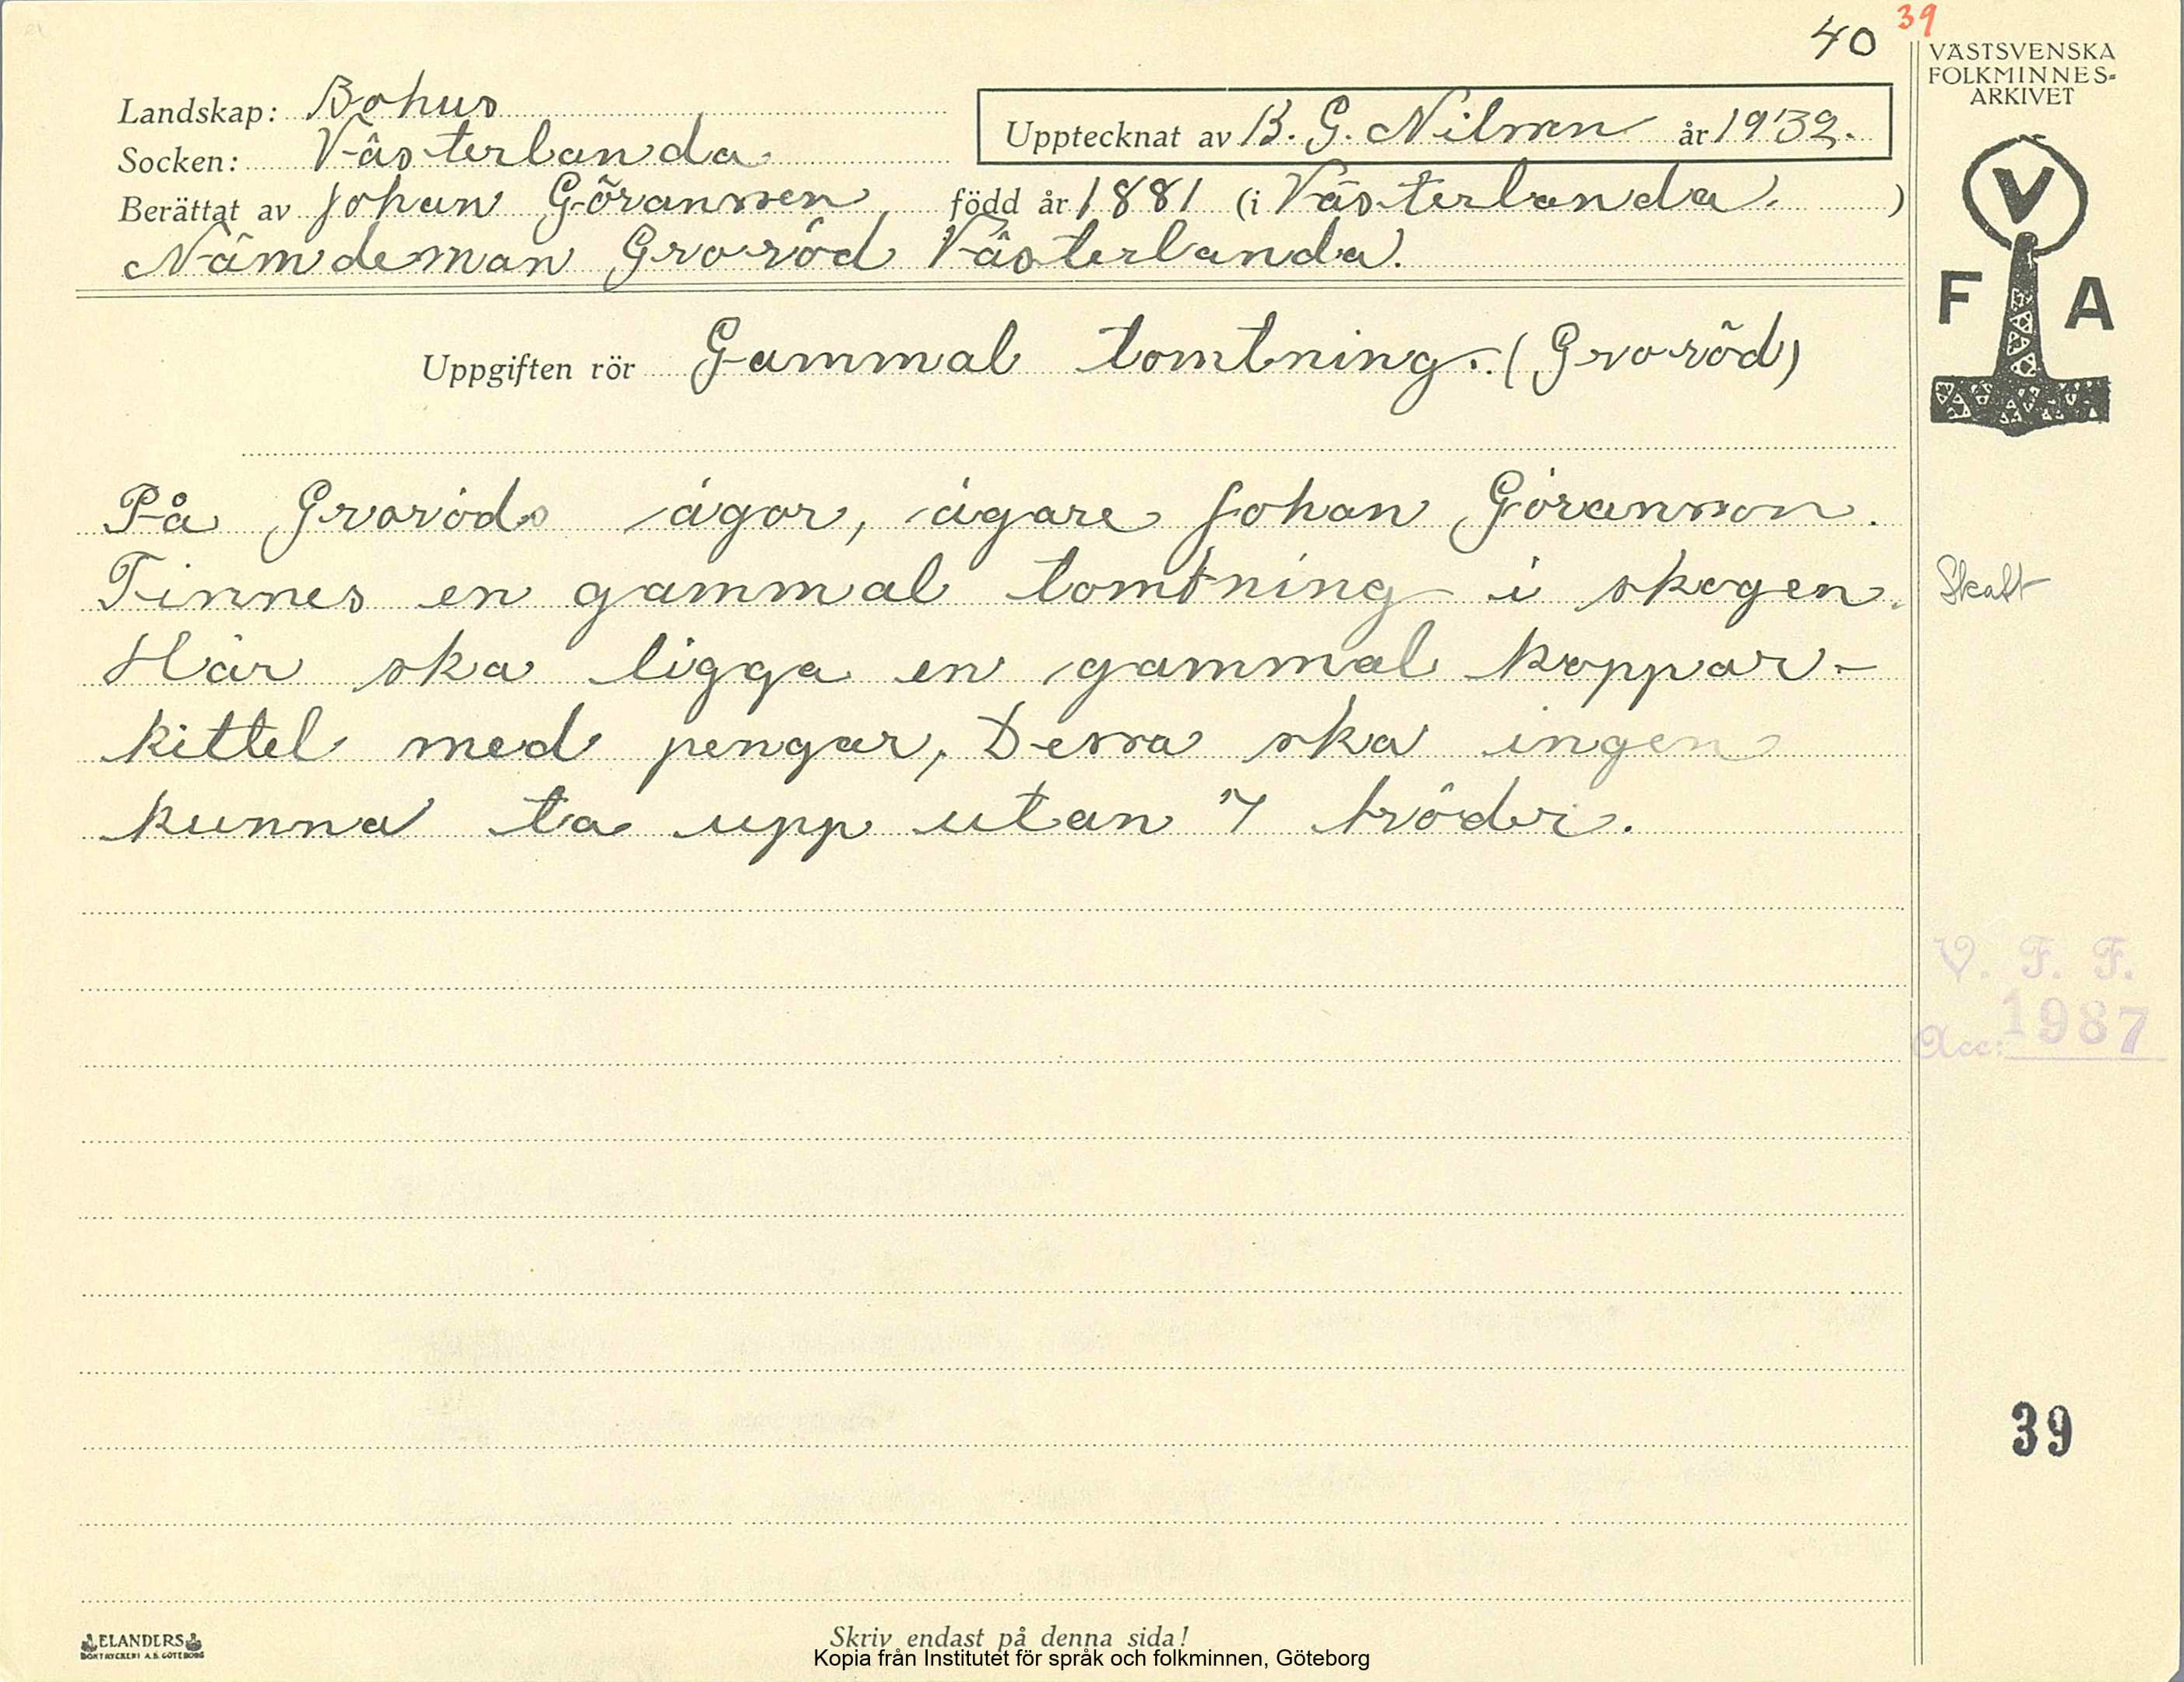 40 39
VÄSTSVENSKA
FOLKMINNES-
ARKIVET
Landskap: Bohus
Upptecknat av B. G. Nilsson år 1932.
Socken: Västerlanda
Berättat av Johan Göransson, född år 1881 (i Västerlanda. )
Nämdeman Groröd Västerlanda.
V
F A
Uppgiften rör Gammal tomtning. (Groröd)
På Groröds ägor, ägare Johan Göransson.
Finnes en gammal tomtning i skogen.
Skatt
Här ska ligga en gammal koppar-
kittel med pengar, Dessa ska ingen
kunna ta upp utan 7 bröder.
V. F. F.
Acc: 1987
39
ELANDERS
BOKTRYCKERI A.B. GÖTEBORG
Skriv endast på denna sida!
Kopia från Institutet för språk och folkminnen, Göteborg